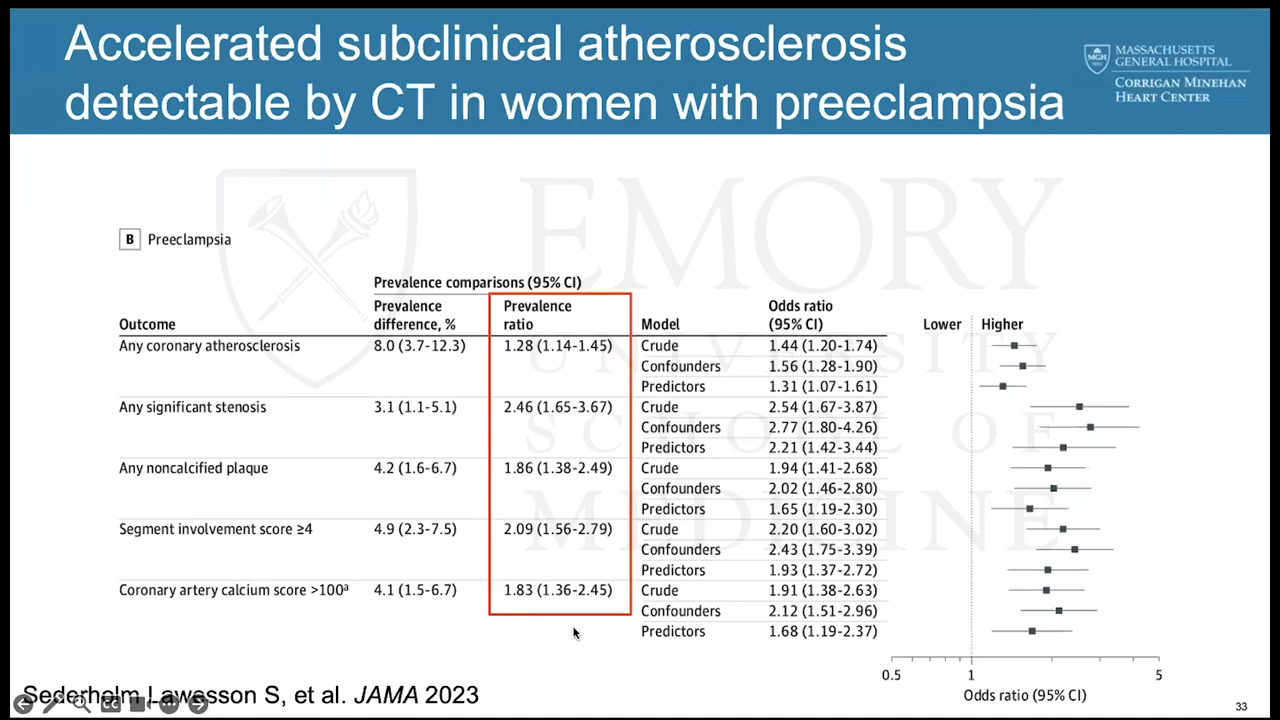 Accelerated subclinical atherosclerosis
detectable by CT in women with preeclampsia
MGH
1811
MASSACHUSETTS
GENERAL HOSPITAL
CORRIGAN MINEHAN
HEART CENTER
EMORY
UNIVERSITY
SCHOOL OF
MEDICINE
B Preeclampsia
Prevalence comparisons (95% CI)
Outcome Prevalence difference, % Prevalence ratio Model Odds ratio (95% CI) Lower Higher
Any coronary atherosclerosis 8.0 (3.7-12.3) 1.28 (1.14-1.45) Crude 1.44 (1.20-1.74)
Confounders 1.56 (1.28-1.90)
Predictors 1.31 (1.07-1.61)
Any significant stenosis 3.1 (1.1-5.1) 2.46 (1.65-3.67) Crude 2.54 (1.67-3.87)
Confounders 2.77 (1.80-4.26)
Predictors 2.21 (1.42-3.44)
Any noncalcified plaque 4.2 (1.6-6.7) 1.86 (1.38-2.49) Crude 1.94 (1.41-2.68)
Confounders 2.02 (1.46-2.80)
Predictors 1.65 (1.19-2.30)
Segment involvement score ≥4 4.9 (2.3-7.5) 2.09 (1.56-2.79) Crude 2.20 (1.60-3.02)
Confounders 2.43 (1.75-3.39)
Predictors 1.93 (1.37-2.72)
Coronary artery calcium score >100ᵃ 4.1 (1.5-6.7) 1.83 (1.36-2.45) Crude 1.91 (1.38-2.63)
Confounders 2.12 (1.51-2.96)
Predictors 1.68 (1.19-2.37)
0.5 1 5
Odds ratio (95% CI)
Sederholm Lawesson S, et al. JAMA 2023
CC
33